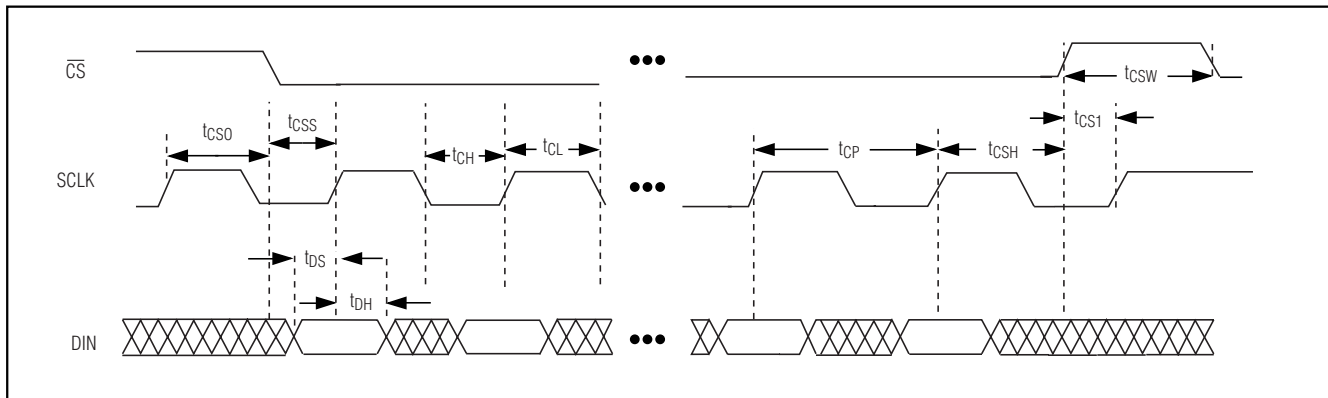 CS
tCSW
tCSO
tCSS
tCS1
tCH
tCL
tCP
tCSH
SCLK
tDS
tDH
DIN